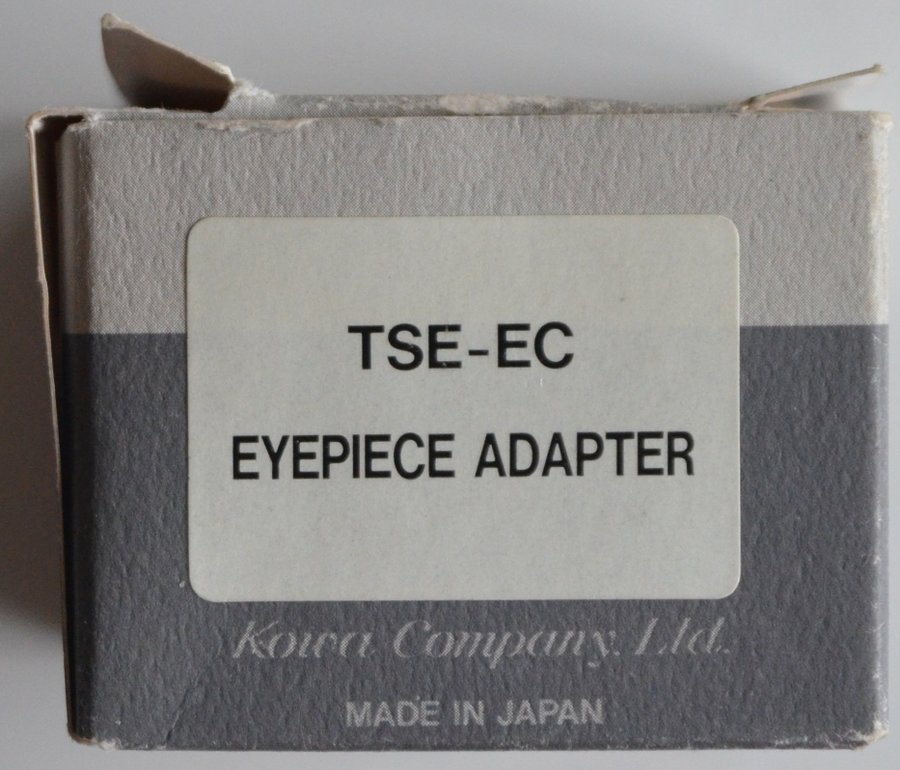 TSE-EC
EYEPIECE ADAPTER
Kowa Company. Ltd.
MADE IN JAPAN